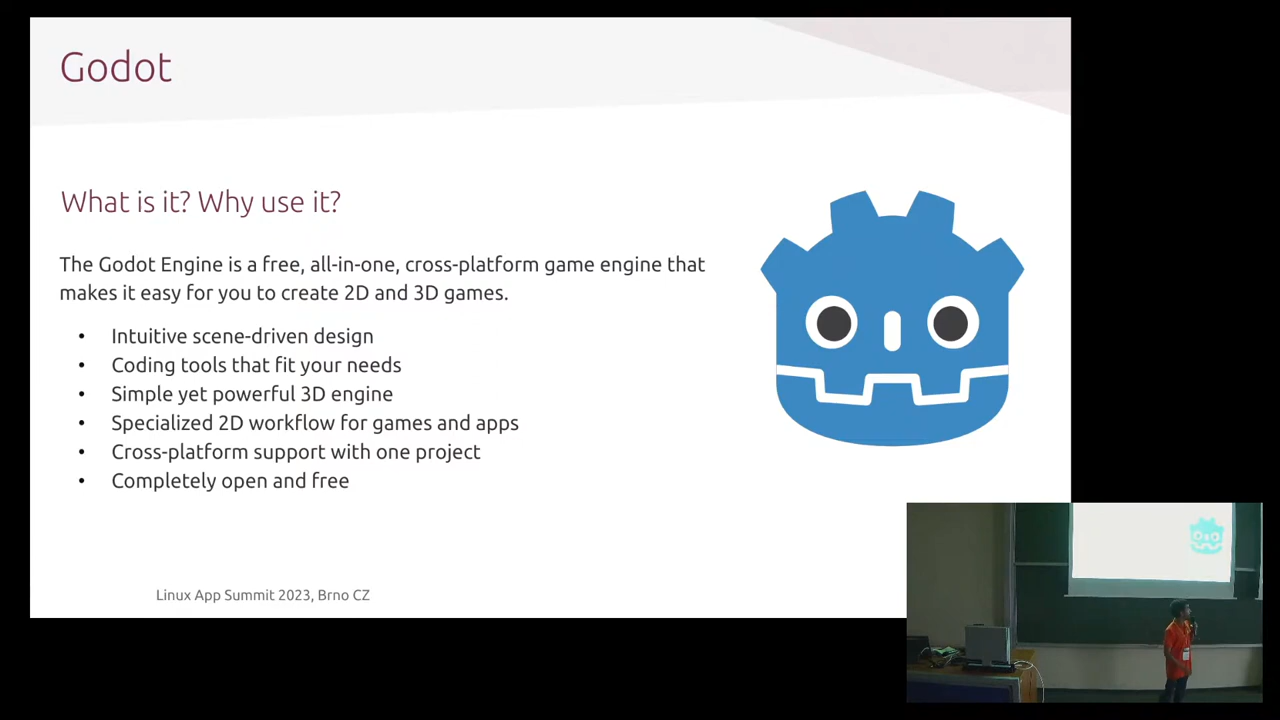 Godot
What is it? Why use it?
The Godot Engine is a free, all-in-one, cross-platform game engine that
makes it easy for you to create 2D and 3D games.
• Intuitive scene-driven design
• Coding tools that fit your needs
• Simple yet powerful 3D engine
• Specialized 2D workflow for games and apps
• Cross-platform support with one project
• Completely open and free
Linux App Summit 2023, Brno CZ